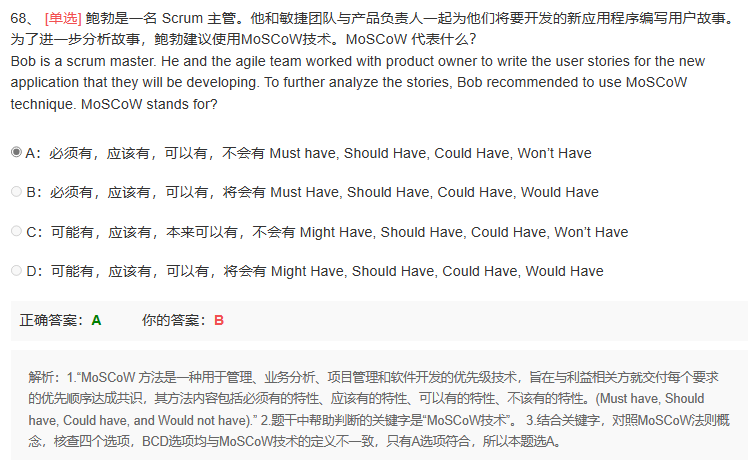 68、 [单选] 鲍勃是一名 Scrum 主管。他和敏捷团队与产品负责人一起为他们将要开发的新应用程序编写用户故事。
为了进一步分析故事，鲍勃建议使用MoSCoW技术。MoSCoW 代表什么？
Bob is a scrum master. He and the agile team worked with product owner to write the user stories for the new
application that they will be developing. To further analyze the stories, Bob recommended to use MoSCoW
technique. MoSCoW stands for?
A：必须有，应该有，可以有，不会有 Must have, Should Have, Could Have, Won’t Have
B：必须有，应该有，可以有，将会有 Must Have, Should Have, Could Have, Would Have
C：可能有，应该有，本来可以有，不会有 Might Have, Should Have, Could Have, Won’t Have
D：可能有，应该有，可以有，将会有 Might Have, Should Have, Could Have, Would Have
正确答案：A 你的答案：B
解析：1.“MoSCoW 方法是一种用于管理、业务分析、项目管理和软件开发的优先级技术，旨在与利益相关方就交付每个要求
的优先顺序达成共识，其方法内容包括必须有的特性、应该有的特性、可以有的特性、不该有的特性。(Must have, Should
have, Could have, and Would not have).” 2.题干中帮助判断的关键字是“MoSCoW技术”。 3.结合关键字，对照MoSCoW法则概
念，核查四个选项，BCD选项均与MoSCoW技术的定义不一致，只有A选项符合，所以本题选A。